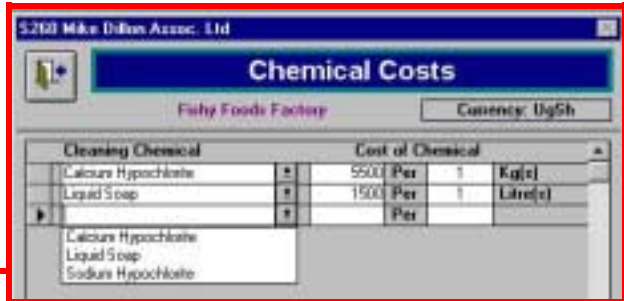 S260 Mike Dillon Assoc. Ltd
Chemical Costs
Fishy Foods Factory
Currency: UgSh
Cleaning Chemical Cost of Chemical
Calcium Hypochlorite 5500 Per 1 Kg(s)
Liquid Soap 1500 Per 1 Litre(s)
Per
Calcium Hypochlorite
Liquid Soap
Sodium Hypochlorite